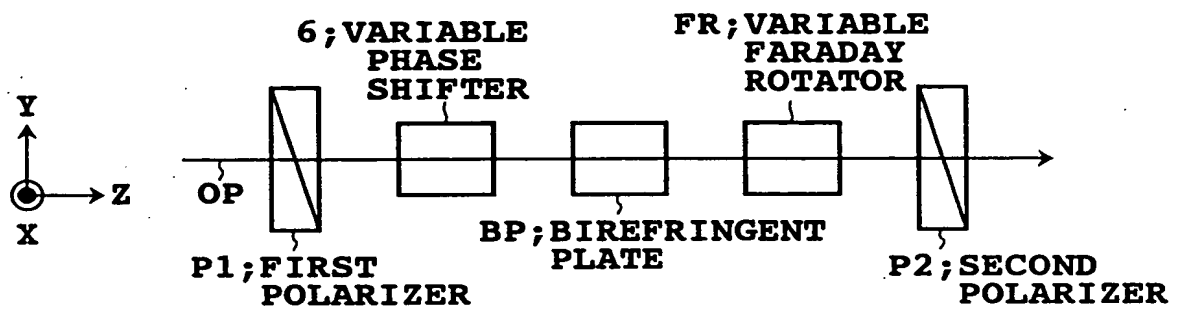 6;VARIABLE
PHASE
SHIFTER
FR;VARIABLE
FARADAY
ROTATOR
Y
Z
X
OP
P1;FIRST
POLARIZER
BP;BIREFRINGENT
PLATE
P2;SECOND
POLARIZER